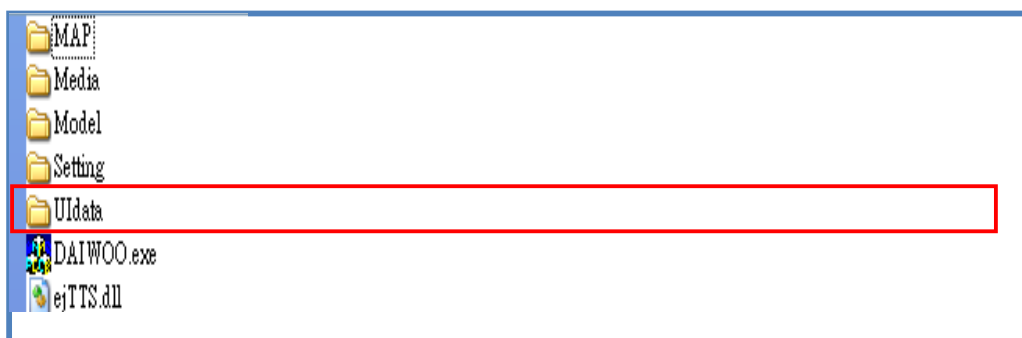 MAP
Media
Model
Setting
UIdata
DAIWOO.exe
ejTTS.dll